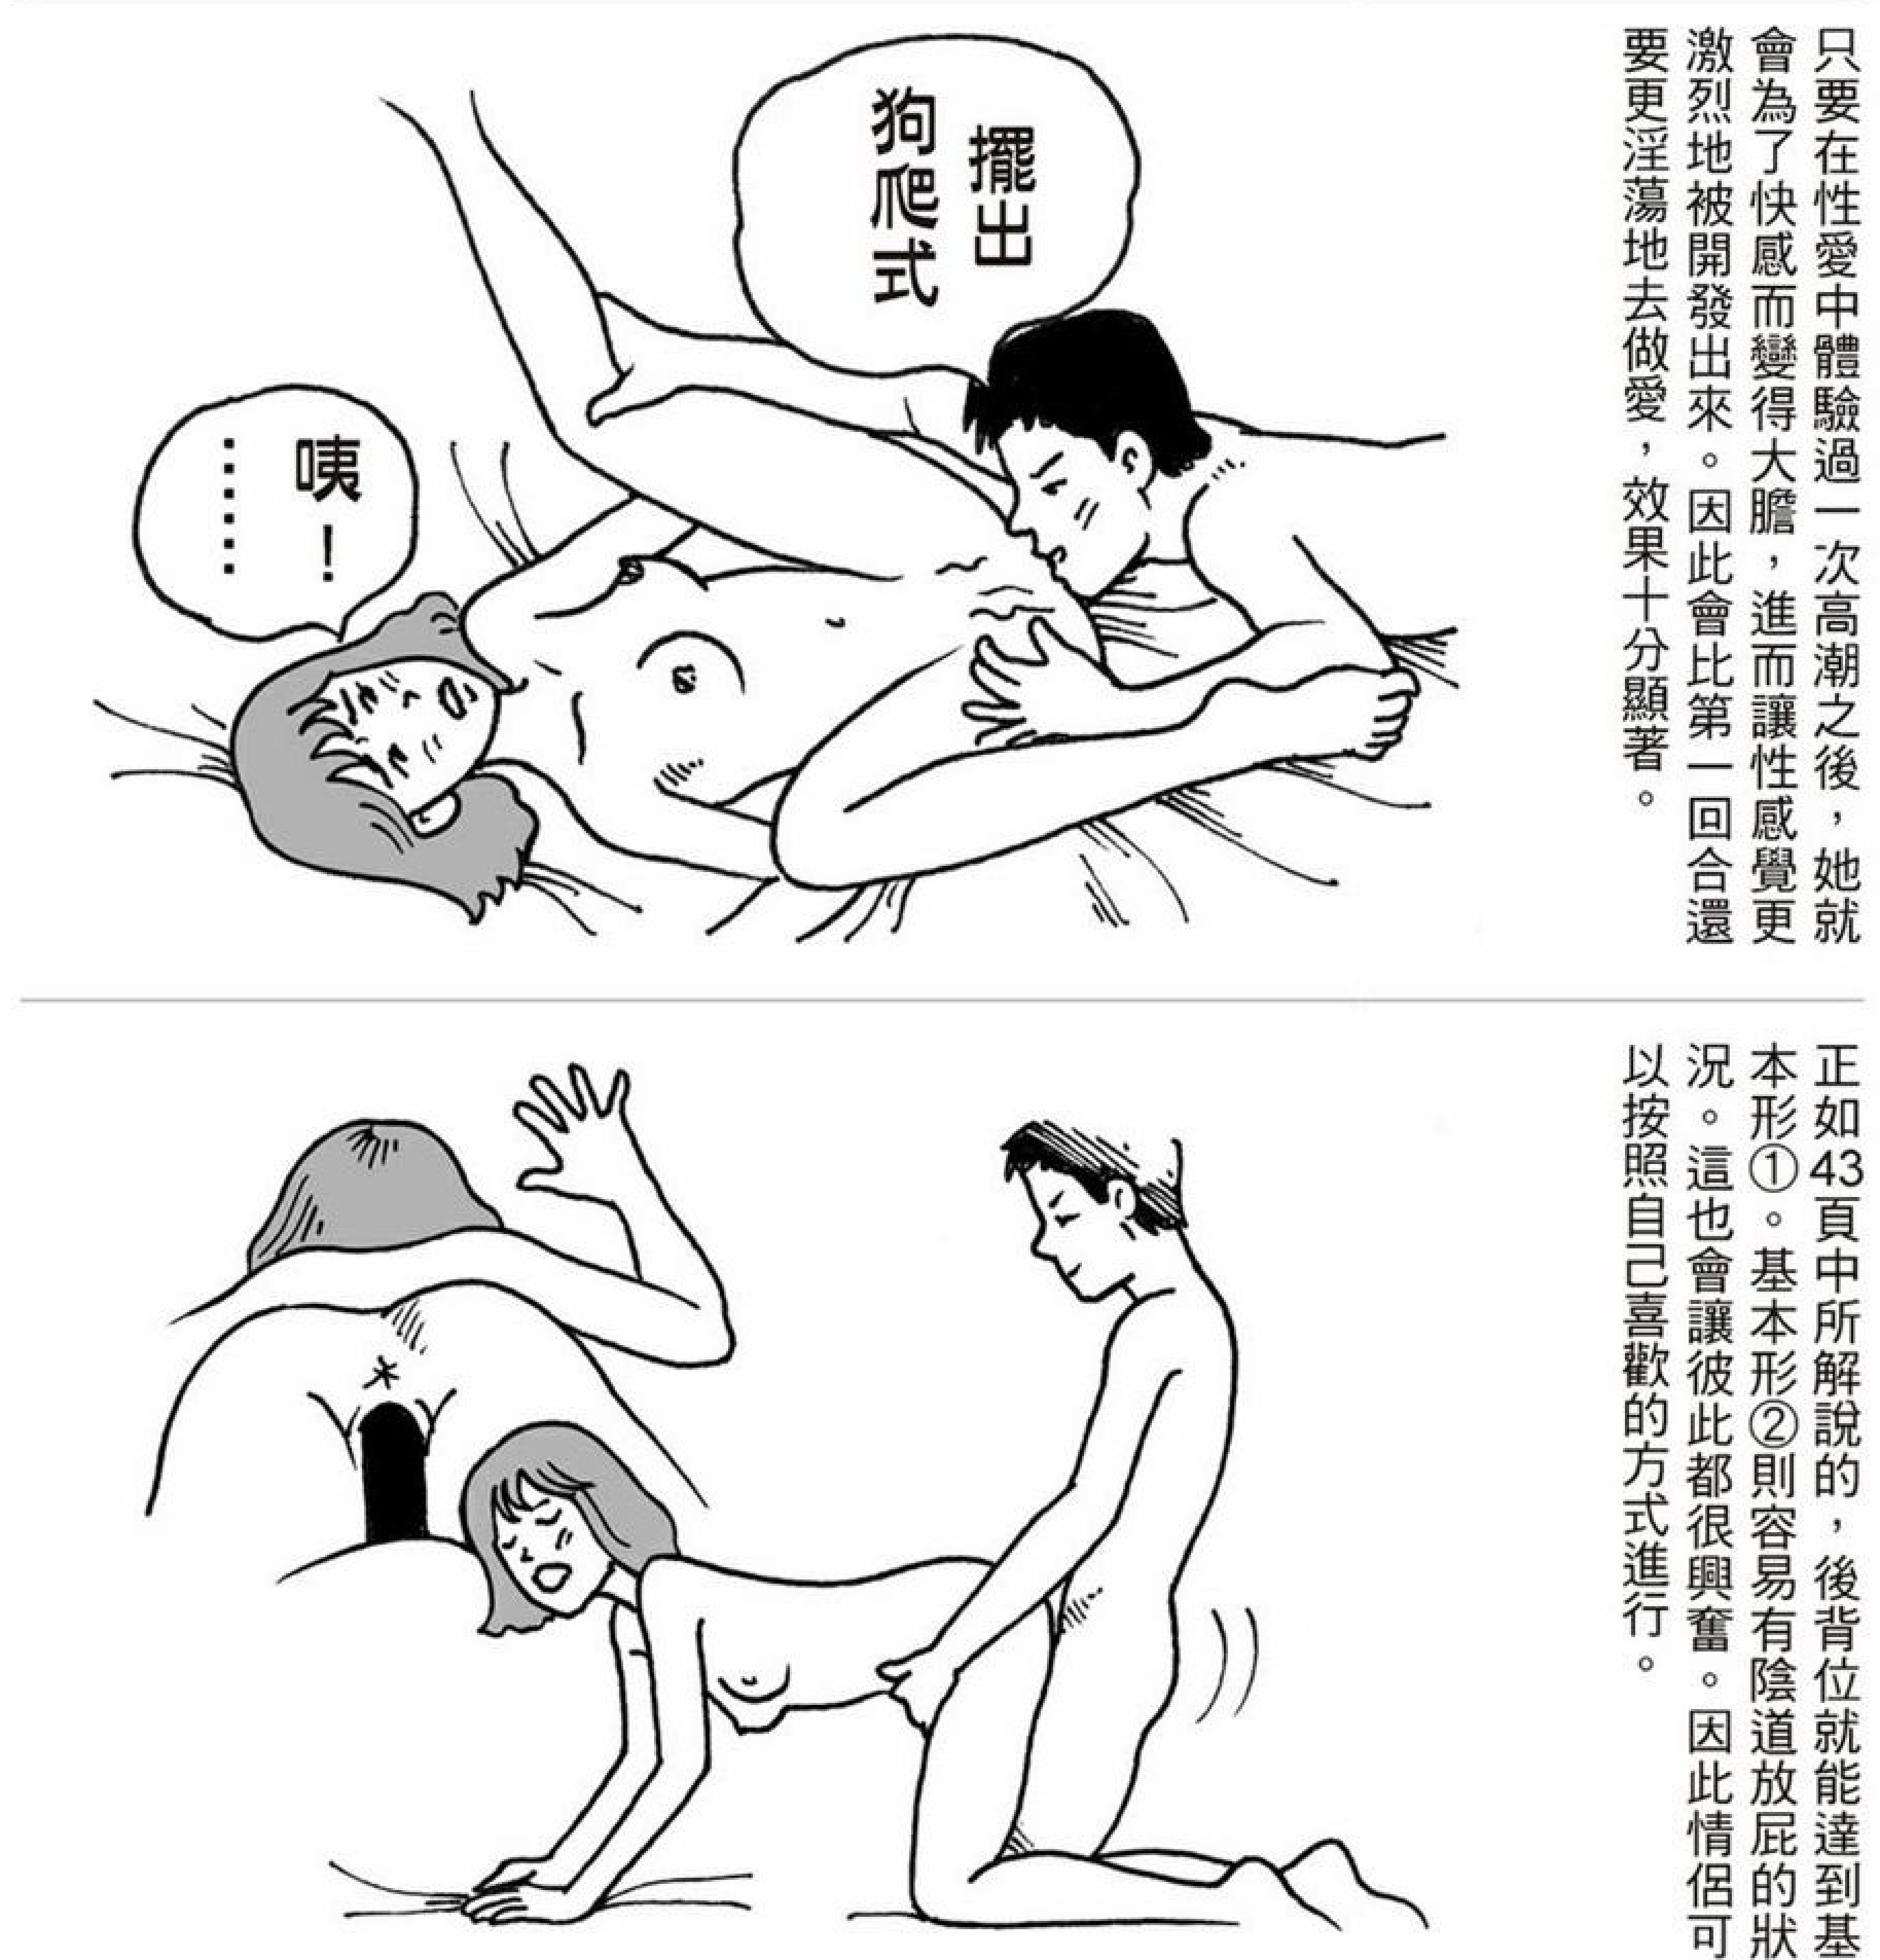 只要在性愛中體驗過一次高潮之後，她就
會為了快感而變得大膽，進而讓性感覺更
激烈地被開發出來。因此會比第一回合還
要更淫蕩地去做愛，效果十分顯著。
擺出
狗爬式
咦！
……
正如43頁中所解說的，後背位就能達到基
本形①。基本形②則容易有陰道放屁的狀
況。這也會讓彼此都很興奮。因此情侶可
以按照自己喜歡的方式進行。